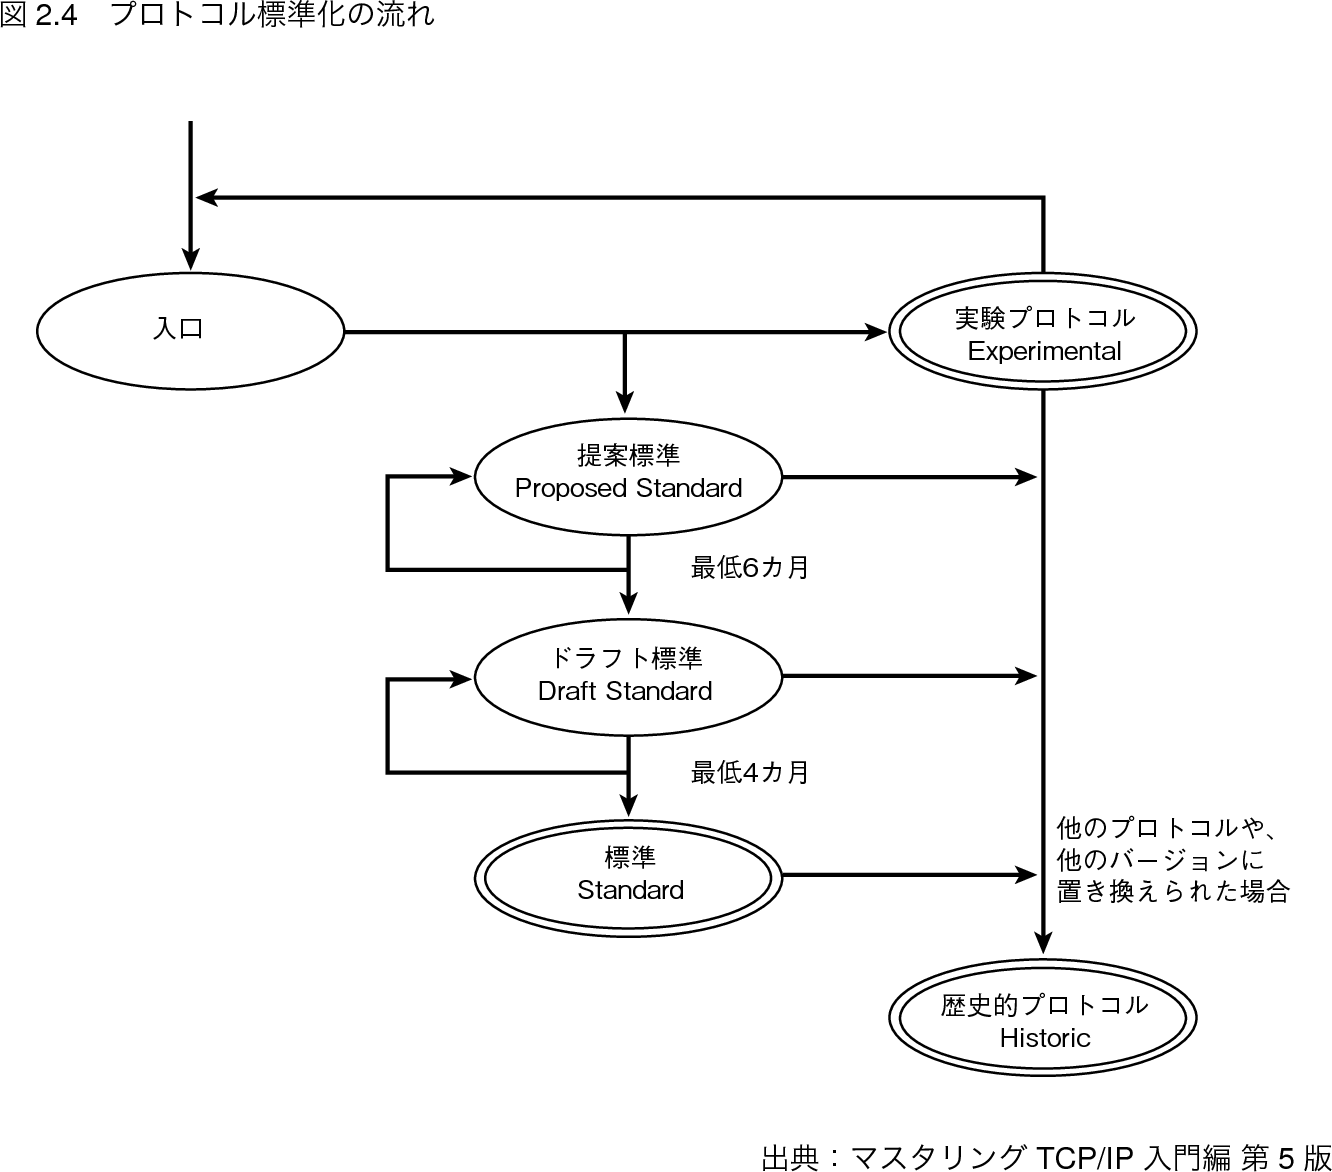 図 2.4　プロトコル標準化の流れ
入口
実験プロトコル
Experimental
提案標準
Proposed Standard
最低6カ月
ドラフト標準
Draft Standard
最低4カ月
標準
Standard
他のプロトコルや、
他のバージョンに
置き換えられた場合
歴史的プロトコル
Historic
出典：マスタリング TCP/IP 入門編 第 5 版